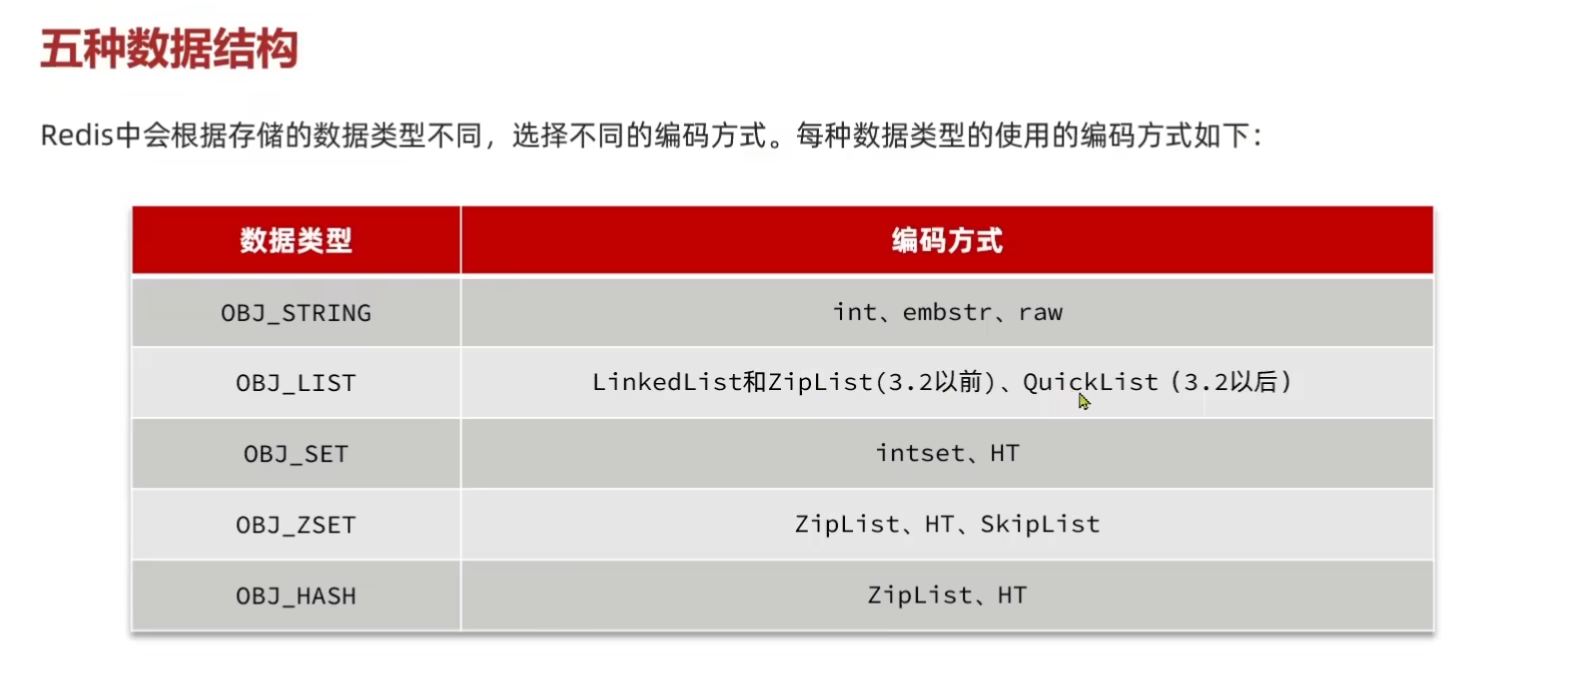 五种数据结构
Redis中会根据存储的数据类型不同，选择不同的编码方式。每种数据类型的使用的编码方式如下：
数据类型 编码方式
OBJ_STRING int、embstr、raw
OBJ_LIST LinkedList和ZipList(3.2以前)、QuickList（3.2以后）
OBJ_SET intset、HT
OBJ_ZSET ZipList、HT、SkipList
OBJ_HASH ZipList、HT